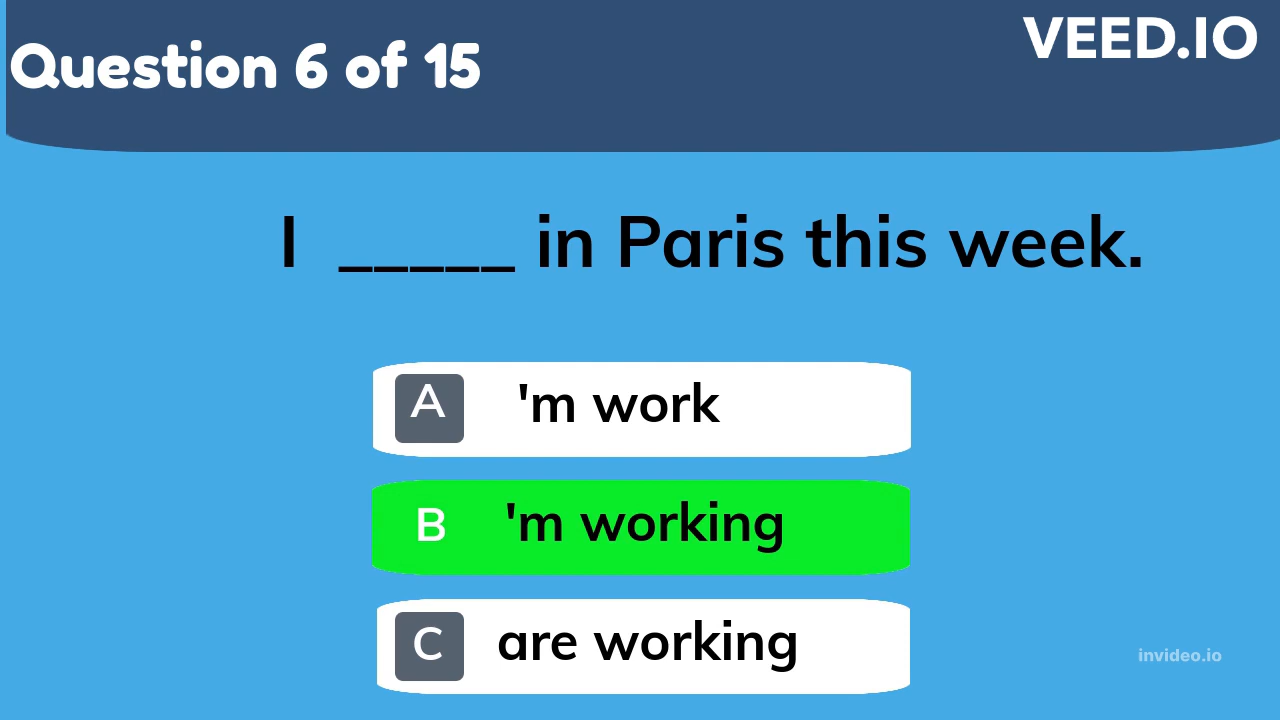 Question 6 of 15
VEED.IO
I _____ in Paris this week.
A 'm work
B 'm working
C are working
invideo.io